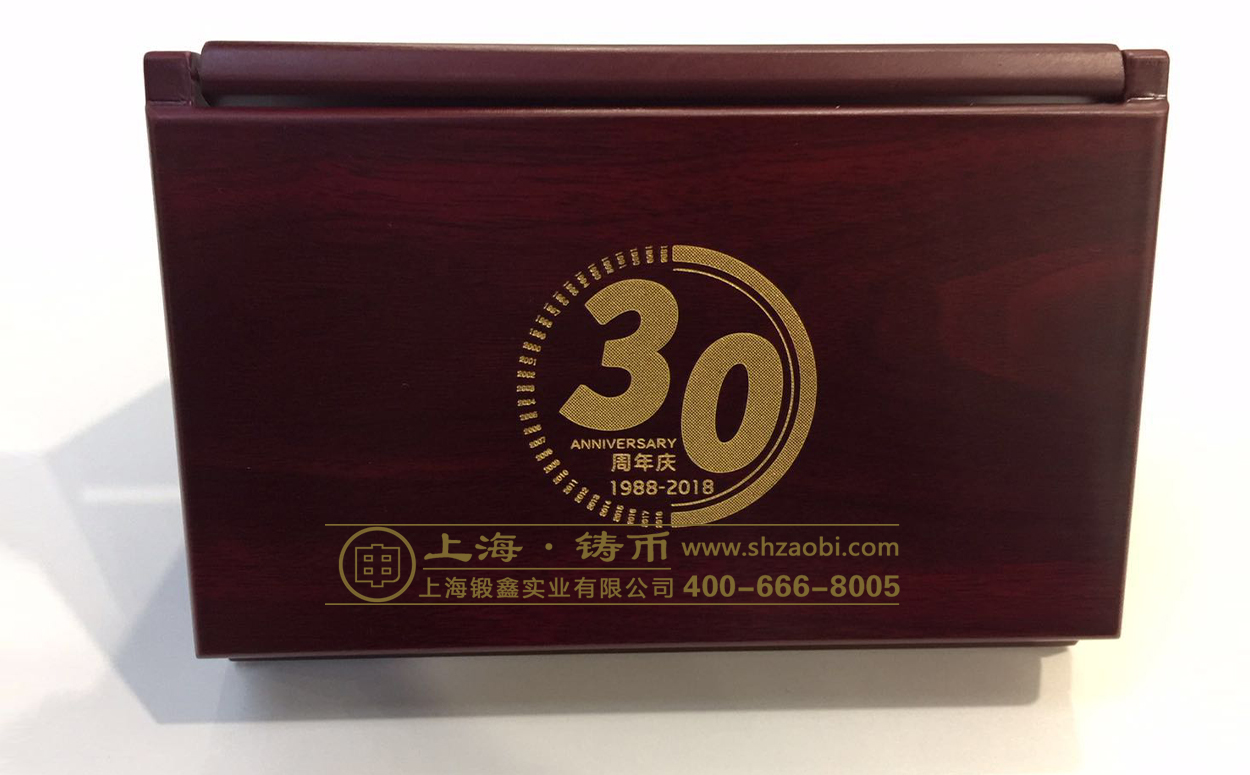 30
ANNIVERSARY
周年庆
1988-2018
上海·铸币 www.shzaobi.com
上海锻鑫实业有限公司 400-666-8005